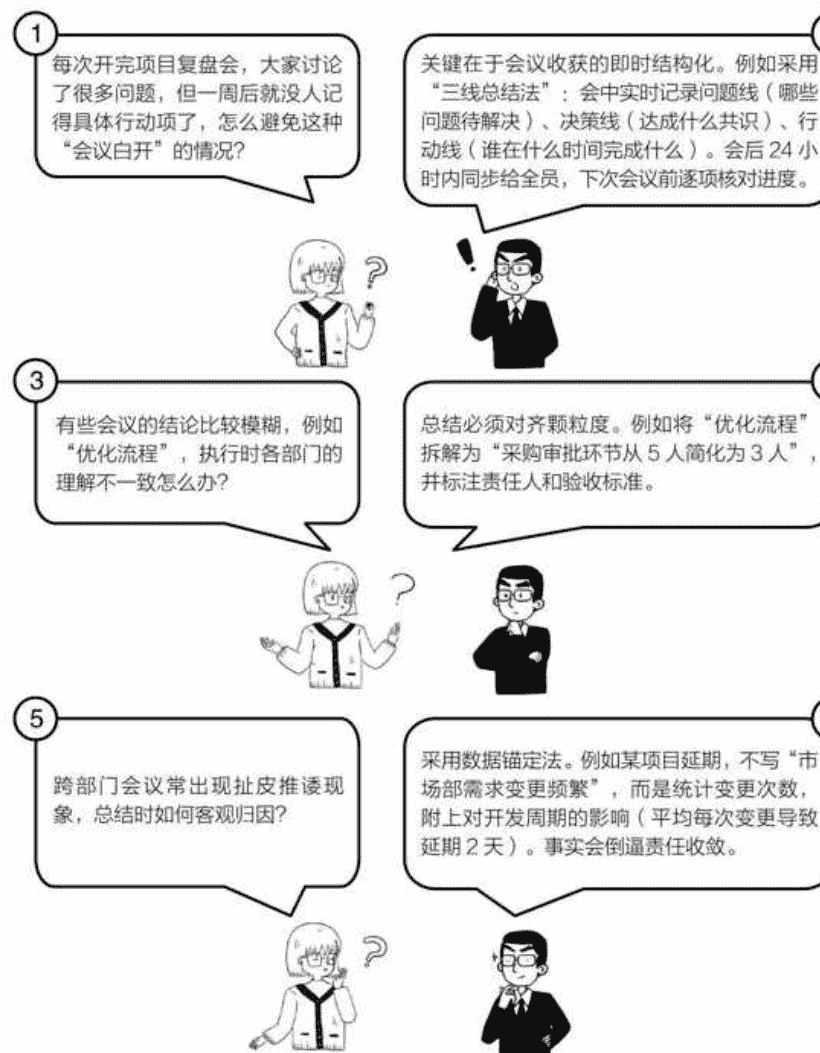 1
每次开完项目复盘会，大家讨论
了很多问题，但一周后就没人记
得具体行动项了，怎么避免这种
“会议白开”的情况？
关键在于会议收获的即时结构化。例如采用
“三线总结法”：会中实时记录问题线（哪些
问题待解决）、决策线（达成什么共识）、行
动线（谁在什么时间完成什么）。会后 24 小
时内同步给全员，下次会议前逐项核对进度。
?
!
3
有些会议的结论比较模糊，例如
“优化流程”，执行时各部门的
理解不一致怎么办？
总结必须对齐颗粒度。例如将“优化流程”
拆解为“采购审批环节从 5 人简化为 3 人”，
并标注责任人和验收标准。
?
5
跨部门会议常出现扯皮推诿现
象，总结时如何客观归因？
采用数据锚定法。例如某项目延期，不写“市
场部需求变更频繁”，而是统计变更次数，
附上对开发周期的影响（平均每次变更导致
延期 2 天）。事实会倒逼责任收敛。
?